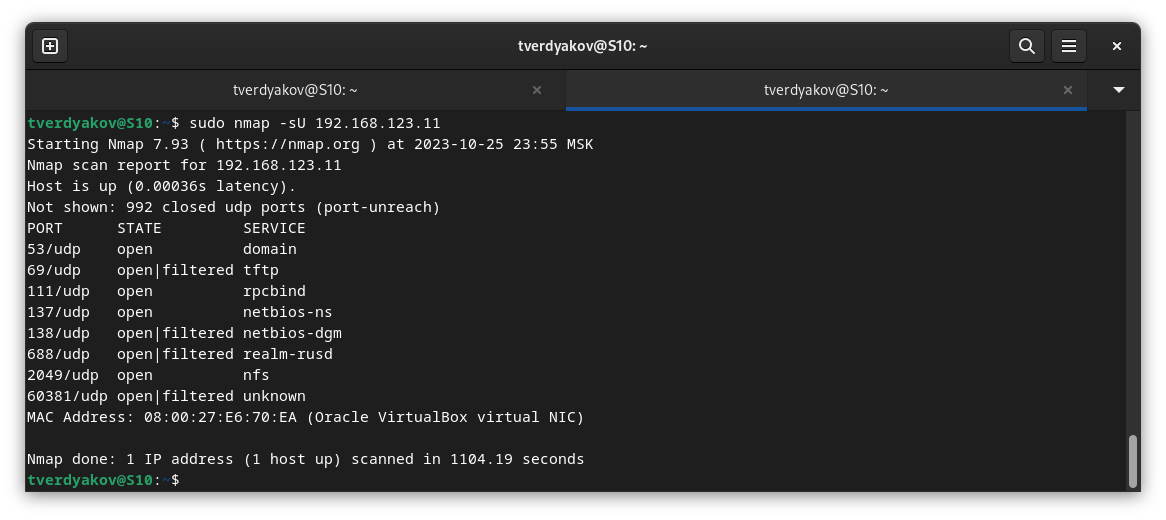 tverdyakov@S10: ~
tverdyakov@S10: ~ tverdyakov@S10: ~
tverdyakov@S10:~$ sudo nmap -sU 192.168.123.11
Starting Nmap 7.93 ( https://nmap.org ) at 2023-10-25 23:55 MSK
Nmap scan report for 192.168.123.11
Host is up (0.00036s latency).
Not shown: 992 closed udp ports (port-unreach)
PORT      STATE         SERVICE
53/udp    open          domain
69/udp    open|filtered tftp
111/udp   open          rpcbind
137/udp   open          netbios-ns
138/udp   open|filtered netbios-dgm
688/udp   open|filtered realm-rusd
2049/udp  open          nfs
60381/udp open|filtered unknown
MAC Address: 08:00:27:E6:70:EA (Oracle VirtualBox virtual NIC)

Nmap done: 1 IP address (1 host up) scanned in 1104.19 seconds
tverdyakov@S10:~$